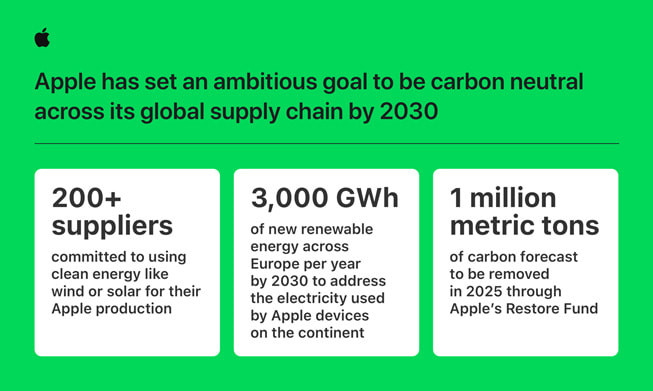 Apple has set an ambitious goal to be carbon neutral
across its global supply chain by 2030
200+
suppliers
committed to using
clean energy like
wind or solar for their
Apple production
3,000 GWh
of new renewable
energy across
Europe per year
by 2030 to address
the electricity used
by Apple devices
on the continent
1 million
metric tons
of carbon forecast
to be removed
in 2025 through
Apple’s Restore Fund